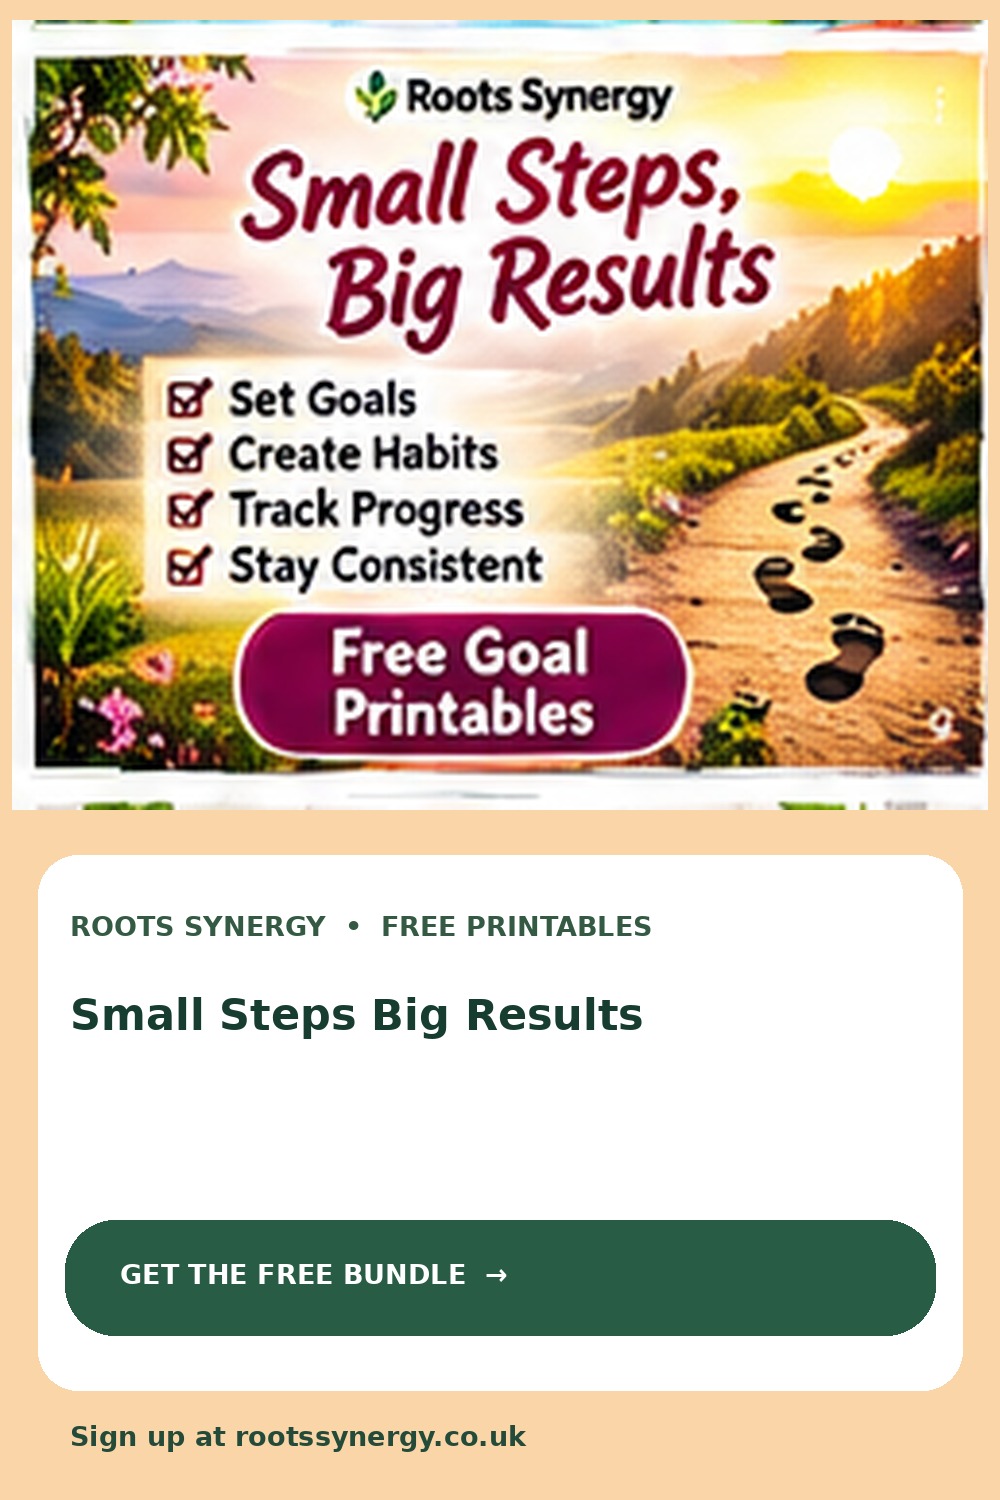 Roots Synergy
Small Steps,
Big Results
Set Goals
Create Habits
Track Progress
Stay Consistent
Free Goal
Printables
9
ROOTS SYNERGY • FREE PRINTABLES
Small Steps Big Results
GET THE FREE BUNDLE →
Sign up at rootssynergy.co.uk